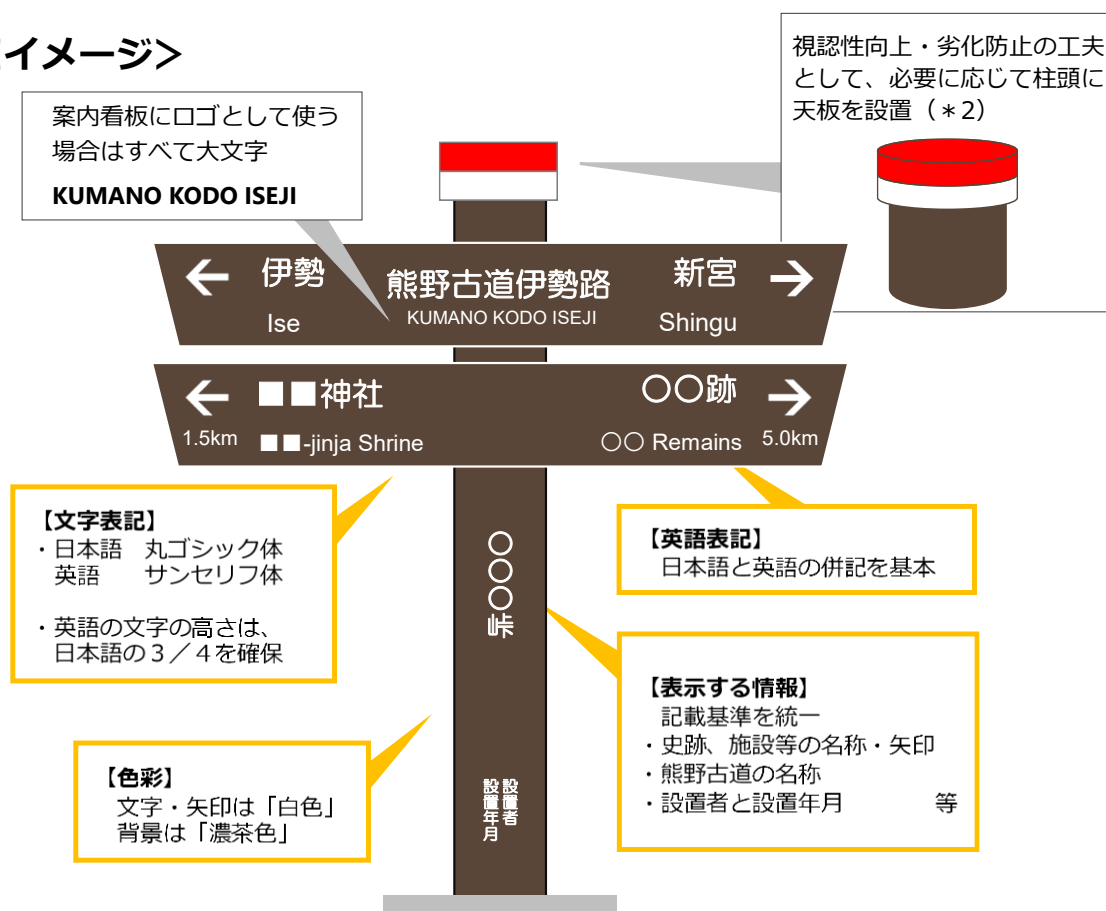 イメージ＞
案内看板にロゴとして使う
場合はすべて大文字
KUMANO KODO ISEJI
視認性向上・劣化防止の工夫
として、必要に応じて柱頭に
天板を設置（＊2）
← 伊勢 熊野古道伊勢路 新宮 →
Ise KUMANO KODO ISEJI Shingu
← ■■神社 〇〇跡 →
1.5km ■■-jinja Shrine 〇〇 Remains 5.0km
【文字表記】
・日本語 丸ゴシック体
英語 サンセリフ体
・英語の文字の高さは、
日本語の３／４を確保
【英語表記】
日本語と英語の併記を基本
〇〇〇峠
【表示する情報】
記載基準を統一
・史跡、施設等の名称・矢印
・熊野古道の名称
・設置者と設置年月 等
【色彩】
文字・矢印は「白色」
背景は「濃茶色」
設置者
設置年月